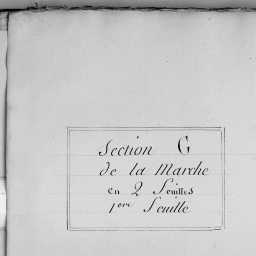 Section G
de la Marche
en 2 Feuilles
1ere Feuille